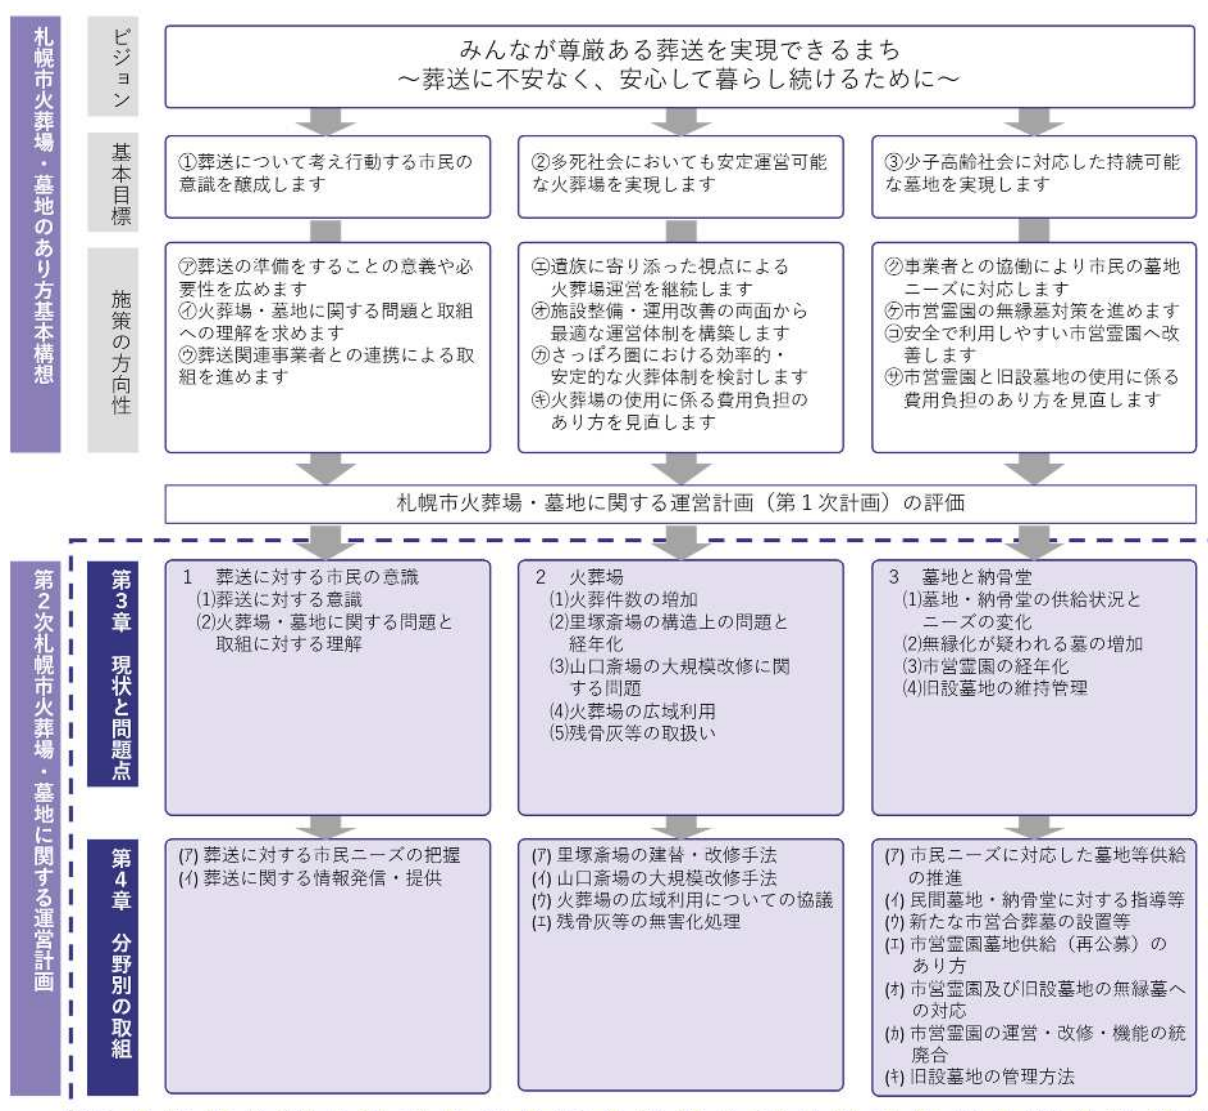 札幌市火葬場・墓地のあり方基本構想
ビジョン
みんなが尊厳ある葬送を実現できるまち
～葬送に不安なく、安心して暮らし続けるために～
基本目標
①葬送について考え行動する市民の
意識を醸成します
②多死社会においても安定運営可能
な火葬場を実現します
③少子高齢社会に対応した持続可能
な墓地を実現します
施策の方向性
㋐葬送の準備をすることの意義や必
要性を広めます
㋑火葬場・墓地に関する問題と取組
への理解を求めます
㋒葬送関連事業者との連携による取
組を進めます
㋓遺族に寄り添った視点による
火葬場運営を継続します
㋔施設整備・運用改善の両面から
最適な運営体制を構築します
㋕さっぽろ圏における効率的・
安定的な火葬体制を検討します
㋖火葬場の使用に係る費用負担の
あり方を見直します
㋗事業者との協働により市民の墓地
ニーズに対応します
㋘市営霊園の無縁墓対策を進めます
㋙安全で利用しやすい市営霊園へ改
善します
㋚市営霊園と旧設墓地の使用に係る
費用負担のあり方を見直します
札幌市火葬場・墓地に関する運営計画（第１次計画）の評価
第２次札幌市火葬場・墓地に関する運営計画
第３章　現状と問題点
1　葬送に対する市民の意識
⑴葬送に対する意識
⑵火葬場・墓地に関する問題と
取組に対する理解
2　火葬場
⑴火葬件数の増加
⑵里塚斎場の構造上の問題と
経年化
⑶山口斎場の大規模改修に関
する問題
⑷火葬場の広域利用
⑸残骨灰等の取扱い
3　墓地と納骨堂
⑴墓地・納骨堂の供給状況と
ニーズの変化
⑵無縁化が疑われる墓の増加
⑶市営霊園の経年化
⑷旧設墓地の維持管理
第４章　分野別の取組
(ｱ) 葬送に対する市民ニーズの把握
(ｲ) 葬送に関する情報発信・提供
(ｱ) 里塚斎場の建替・改修手法
(ｲ) 山口斎場の大規模改修手法
(ｳ) 火葬場の広域利用についての協議
(ｴ) 残骨灰等の無害化処理
(ｱ) 市民ニーズに対応した墓地等供給
の推進
(ｲ) 民間墓地・納骨堂に対する指導等
(ｳ) 新たな市営合葬墓の設置等
(ｴ) 市営霊園墓地供給（再公募）の
あり方
(ｵ) 市営霊園及び旧設墓地の無縁墓へ
の対応
(ｶ) 市営霊園の運営・改修・機能の統
廃合
(ｷ) 旧設墓地の管理方法